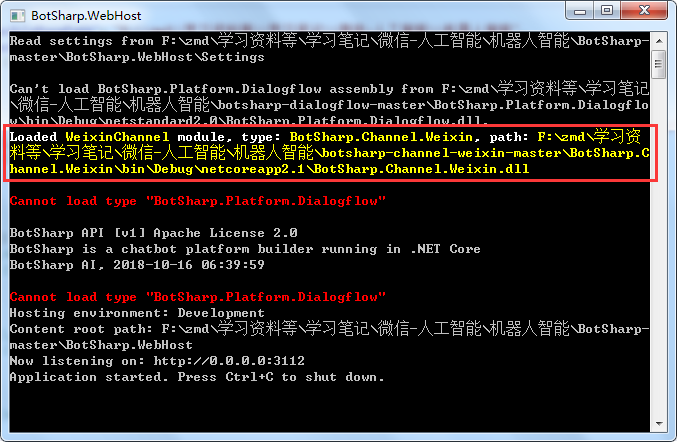 BotSharp.WebHost
Read settings from F:\zmd\学习资料等\学习笔记\微信-人工智能\机器人智能\BotSharp-
master\BotSharp.WebHost\Settings
Can't load BotSharp.Platform.Dialogflow assembly from F:\zmd\学习资料等\学习笔记
\微信-人工智能\机器人智能\botsharp-dialogflow-master\BotSharp.Platform.Dialogflo
w\bin\Debug\netstandard2.0\BotSharp.Platform.Dialogflow.dll.
Loaded WeixinChannel module, type: BotSharp.Channel.Weixin, path: F:\zmd\学习资
料等\学习笔记\微信-人工智能\机器人智能\botsharp-channel-weixin-master\BotSharp.C
hannel.Weixin\bin\Debug\netcoreapp2.1\BotSharp.Channel.Weixin.dll
Cannot load type "BotSharp.Platform.Dialogflow"
BotSharp API [v1] Apache License 2.0
BotSharp is a chatbot platform builder running in .NET Core
BotSharp AI, 2018-10-16 06:39:59
Cannot load type "BotSharp.Platform.Dialogflow"
Hosting environment: Development
Content root path: F:\zmd\学习资料等\学习笔记\微信-人工智能\机器人智能\BotSharp-
master\BotSharp.WebHost
Now listening on: http://0.0.0.0:3112
Application started. Press Ctrl+C to shut down.